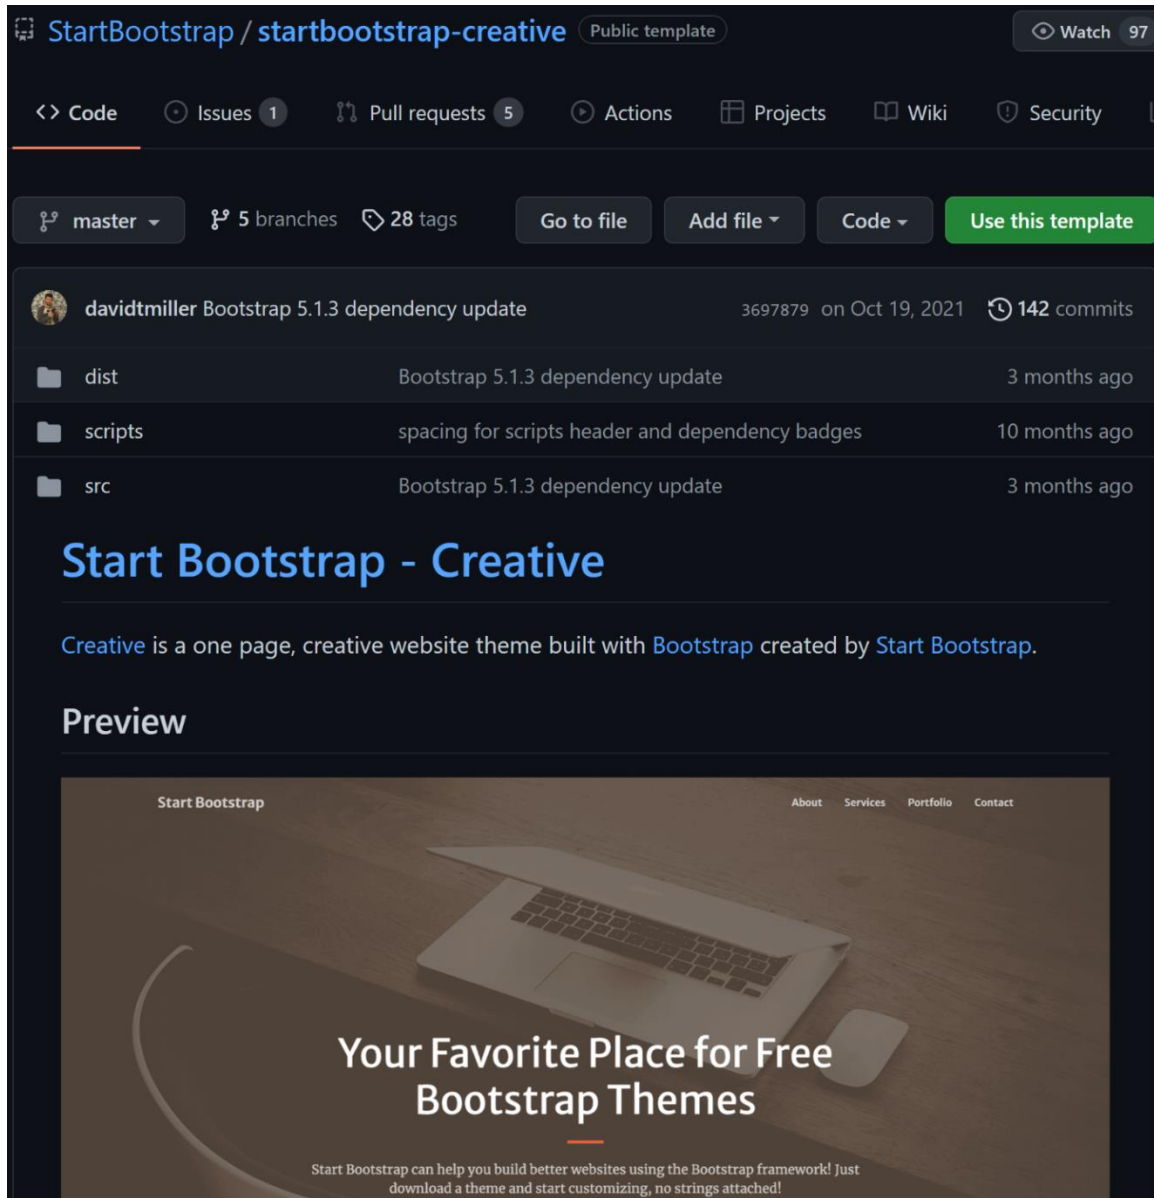 StartBootstrap / startbootstrap-creative Public template Watch 97
<> Code Issues 1 Pull requests 5 Actions Projects Wiki Security
master 5 branches 28 tags Go to file Add file Code Use this template
davidtmiller Bootstrap 5.1.3 dependency update 3697879 on Oct 19, 2021 142 commits
dist Bootstrap 5.1.3 dependency update 3 months ago
scripts spacing for scripts header and dependency badges 10 months ago
src Bootstrap 5.1.3 dependency update 3 months ago
Start Bootstrap - Creative
Creative is a one page, creative website theme built with Bootstrap created by Start Bootstrap.
Preview
Start Bootstrap About Services Portfolio Contact
Your Favorite Place for Free
Bootstrap Themes
Start Bootstrap can help you build better websites using the Bootstrap framework! Just
download a theme and start customizing, no strings attached!